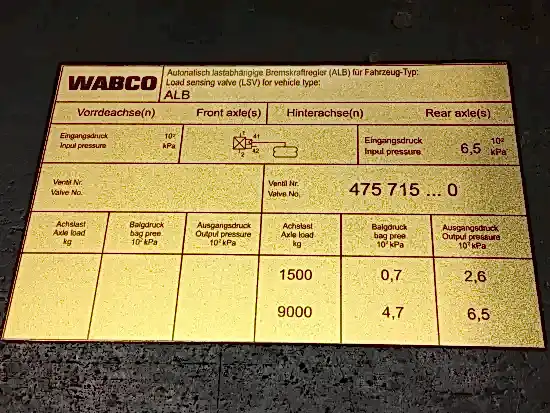 WABCO
Automatisch lastabhängige Bremskraftregler (ALB) für Fahrzeug-Typ:
Load sensing valve (LSV) for vehicle type:
ALB
Vorrdeachse(n) Front axle(s) Hinterachse(n) Rear axle(s)
Eingangsdruck 10² Eingangsdruck 10²
Input pressure kPa Input pressure 6,5 kPa
1 41
2 42
Ventil Nr. Ventil Nr.
Valve No. Valve No. 475 715 ... 0
Achslast Balgdruck Ausgangsdruck Achslast Balgdruck Ausgangsdruck
Axle load bag pree Output pressure Axle load bag pree Output pressure
kg 10² kPa 10² kPa kg 10² kPa 10² kPa
1500 0,7 2,6
9000 4,7 6,5